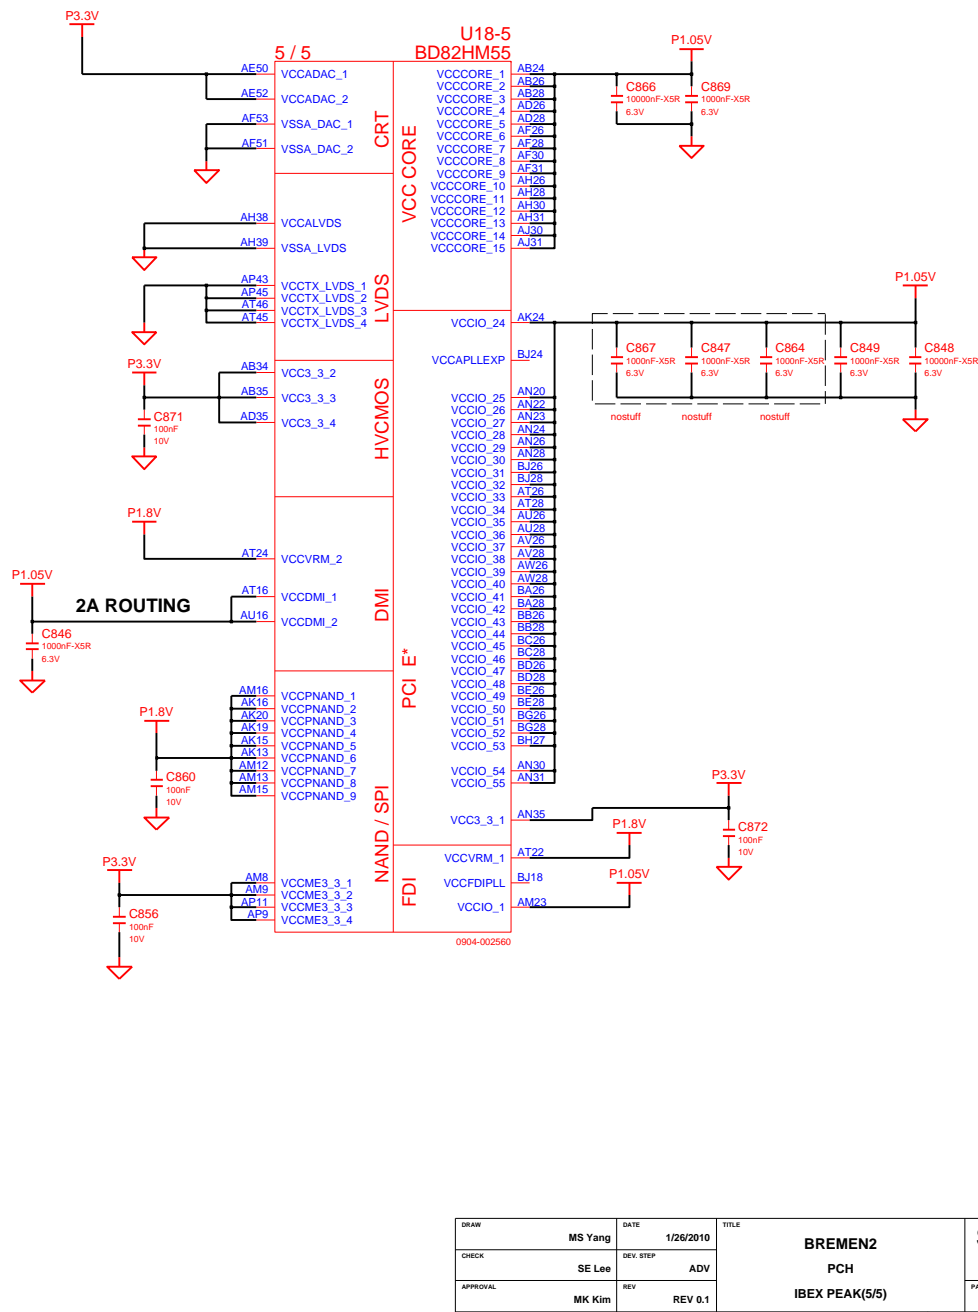 P3.3V
U18-5
5 / 5
BD82HM55
P1.05V
AE50
VCCADAC_1
AE52
VCCADAC_2
AF53
VSSA_DAC_1
AF51
VSSA_DAC_2
CRT
AH38
VCCALVDS
AH39
VSSA_LVDS
AP43
VCCTX_LVDS_1
AP45
VCCTX_LVDS_2
AT46
VCCTX_LVDS_3
AT45
VCCTX_LVDS_4
LVDS
P3.3V
AB34
VCC3_3_2
AB35
VCC3_3_3
AD35
VCC3_3_4
HVCMOS
C871
100nF
10V
P1.8V
AT24
VCCVRM_2
P1.05V
2A ROUTING
AT16
VCCDMI_1
AU16
VCCDMI_2
DMI
C846
1000nF-X5R
6.3V
P1.8V
AM16
VCCPNAND_1
AK16
VCCPNAND_2
AK20
VCCPNAND_3
AK19
VCCPNAND_4
AK15
VCCPNAND_5
AK13
VCCPNAND_6
AM12
VCCPNAND_7
AM13
VCCPNAND_8
AM15
VCCPNAND_9
C860
100nF
10V
NAND / SPI
P3.3V
AM8
VCCME3_3_1
AM9
VCCME3_3_2
AP11
VCCME3_3_3
AP9
VCCME3_3_4
C856
100nF
10V
VCC CORE
VCCCORE_1
AB24
VCCCORE_2
AB26
VCCCORE_3
AB28
VCCCORE_4
AD26
VCCCORE_5
AD28
VCCCORE_6
AF26
VCCCORE_7
AF28
VCCCORE_8
AF30
VCCCORE_9
AF31
VCCCORE_10
AH26
VCCCORE_11
AH28
VCCCORE_12
AH30
VCCCORE_13
AH31
VCCCORE_14
AJ30
VCCCORE_15
AJ31
C866
10000nF-X5R
6.3V
C869
1000nF-X5R
6.3V
P1.05V
VCCIO_24
AK24
VCCAPLLEXP
BJ24
C867
1000nF-X5R
6.3V
nostuff
C847
1000nF-X5R
6.3V
nostuff
C864
1000nF-X5R
6.3V
nostuff
C849
1000nF-X5R
6.3V
C848
10000nF-X5R
6.3V
PCI E*
VCCIO_25
AN20
VCCIO_26
AN22
VCCIO_27
AN23
VCCIO_28
AN24
VCCIO_29
AN26
VCCIO_30
AN28
VCCIO_31
BJ26
VCCIO_32
BJ28
VCCIO_33
AT26
VCCIO_34
AT28
VCCIO_35
AU26
VCCIO_36
AU28
VCCIO_37
AV26
VCCIO_38
AV28
VCCIO_39
AW26
VCCIO_40
AW28
VCCIO_41
BA26
VCCIO_42
BA28
VCCIO_43
BB26
VCCIO_44
BB28
VCCIO_45
BC26
VCCIO_46
BC28
VCCIO_47
BD26
VCCIO_48
BD28
VCCIO_49
BE26
VCCIO_50
BE28
VCCIO_51
BG26
VCCIO_52
BG28
VCCIO_53
BH27
VCCIO_54
AN30
VCCIO_55
AN31
VCC3_3_1
AN35
P3.3V
C872
100nF
10V
FDI
P1.8V
VCCVRM_1
AT22
VCCFDIPLL
BJ18
P1.05V
VCCIO_1
AM23
0904-002560
DRAW
MS Yang
DATE
1/26/2010
TITLE
BREMEN2
CHECK
SE Lee
DEV. STEP
ADV
PCH
APPROVAL
MK Kim
REV
REV 0.1
IBEX PEAK(5/5)